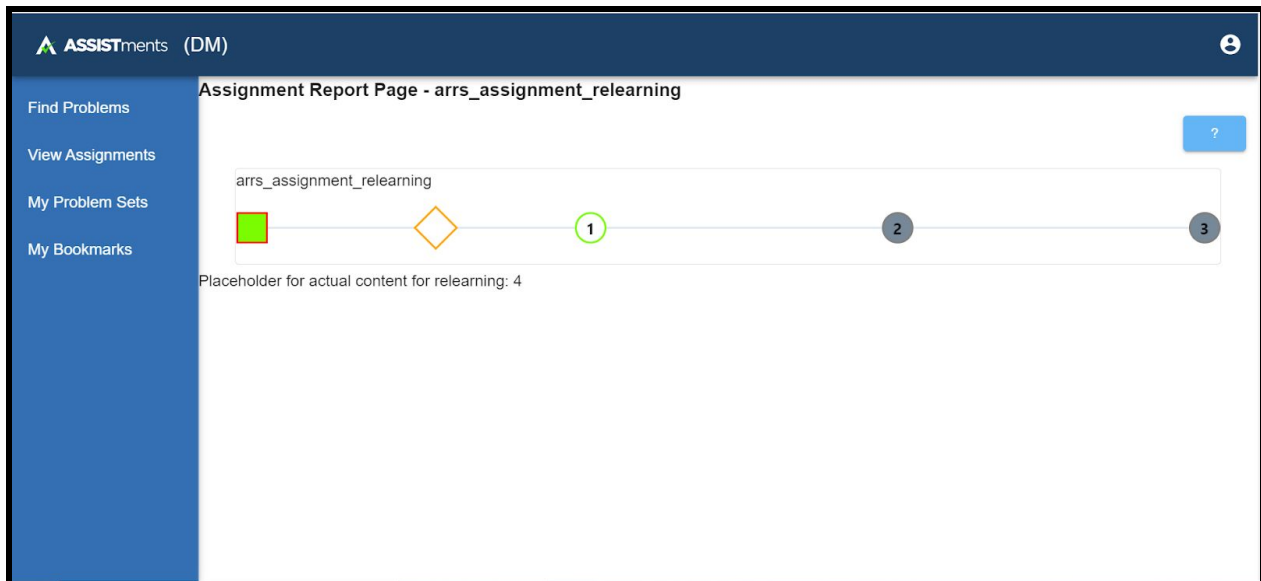 ASSISTments (DM)
Find Problems
View Assignments
My Problem Sets
My Bookmarks
Assignment Report Page - arrs_assignment_relearning
?
arrs_assignment_relearning
1 2 3
Placeholder for actual content for relearning: 4